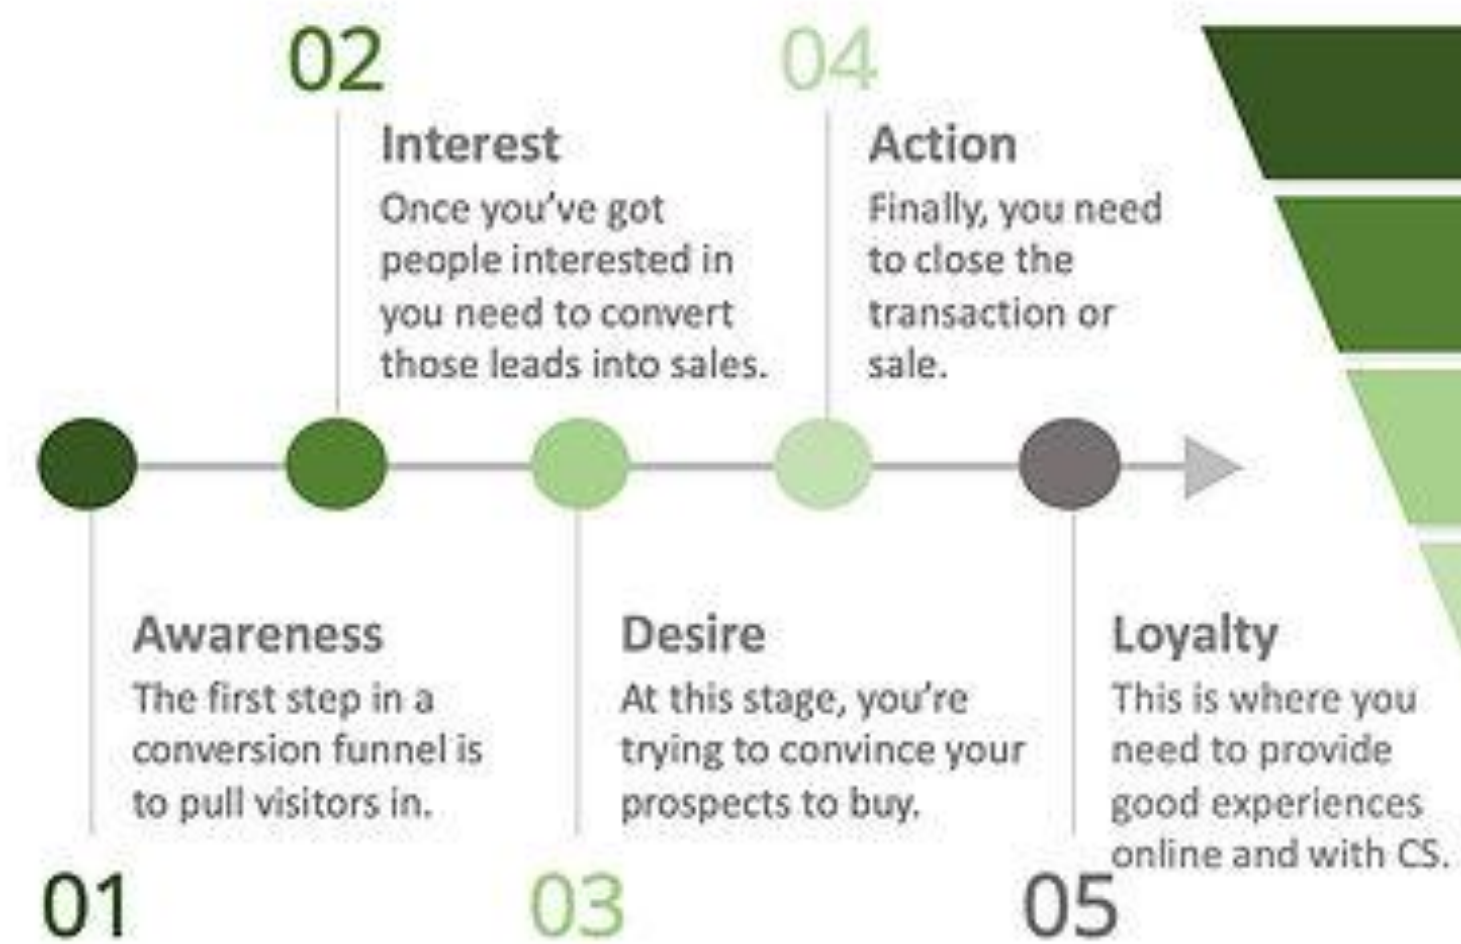 02
Interest
Once you've got
people interested in
you need to convert
those leads into sales.
04
Action
Finally, you need
to close the
transaction or
sale.
Awareness
The first step in a
conversion funnel is
to pull visitors in.
01
Desire
At this stage, you're
trying to convince your
prospects to buy.
03
Loyalty
This is where you
need to provide
good experiences
online and with CS.
05